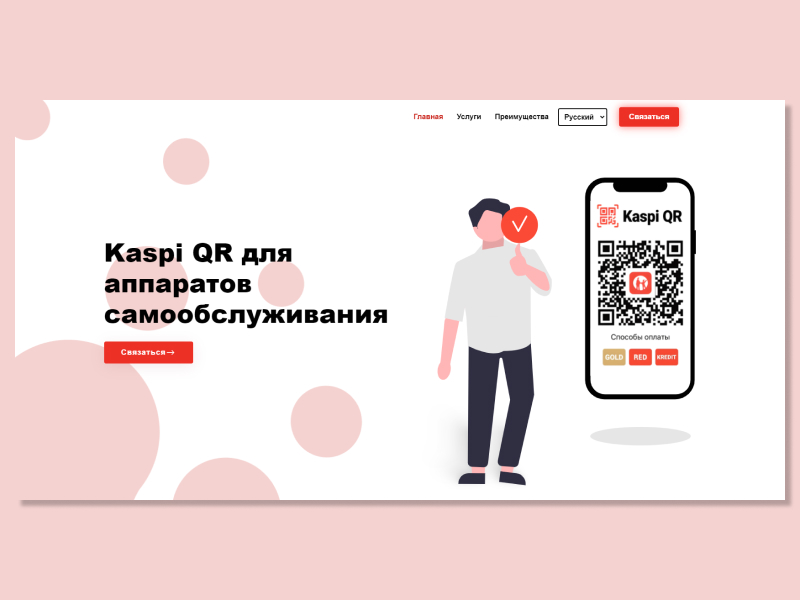 Главная Услуги Преимущества Русский Связаться
Kaspi QR
Kaspi QR для
аппаратов
самообслуживания
Связаться→
Способы оплаты
GOLD RED KREDIT